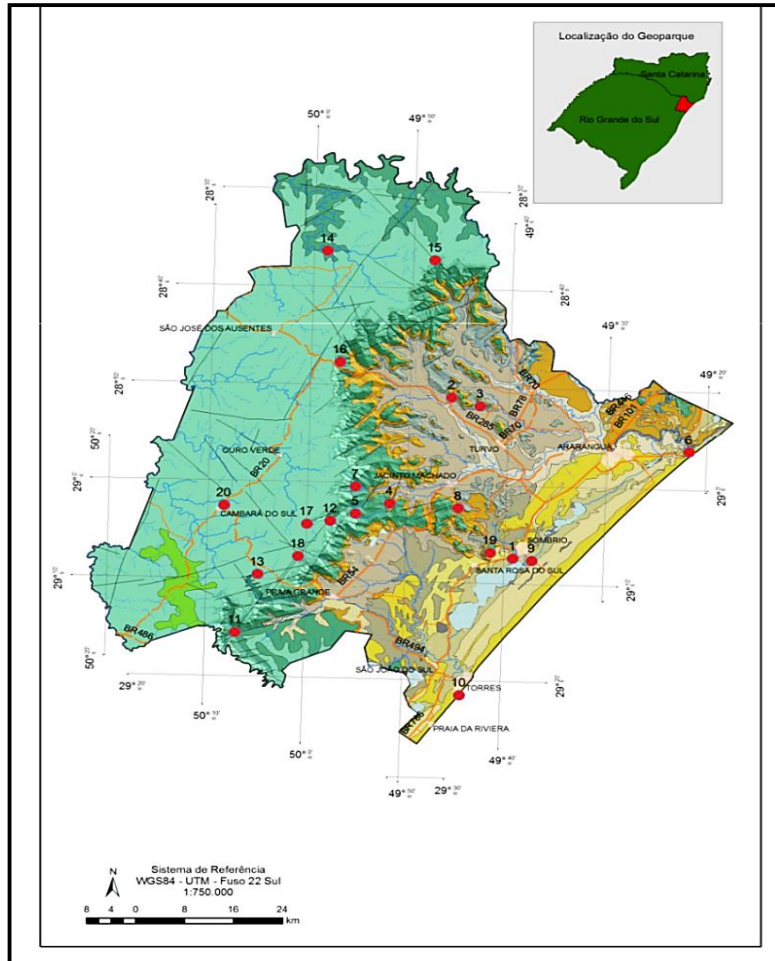 Localização do Geoparque
Santa Catarina
Rio Grande do Sul
50° 0'
49° 50'
28° 30'
28° 30'
49° 40'
14
15
28° 40'
28° 40'
SÃO JOSÉ DOS AUSENTES
49° 30'
16
28° 50'
2
3
BR70
BR78
BR285
BR70
49° 20'
BR101
50° 20'
TURVO
ARARANGUÁ
6
OURO VERDE
BR20
29° 0'
7
JACINTO MACHADO
29° 0'
20
CAMBARÁ DO SUL
17
12
5
4
8
18
19
1
9
SOMBRIO
SANTA ROSA DO SUL
29° 10'
13
BR54
29° 10'
PRAIA GRANDE
11
BR486
50° 20'
BR494
SÃO JOÃO DO SUL
29° 20'
29° 20'
10
TORRES
50° 10'
PRAIA DA RIVIERA
50° 0'
49° 40'
49° 50'
29° 30'
N
Sistema de Referência
WGS84 - UTM - Fuso 22 Sul
1:750.000
8 4 0 8 16 24
km